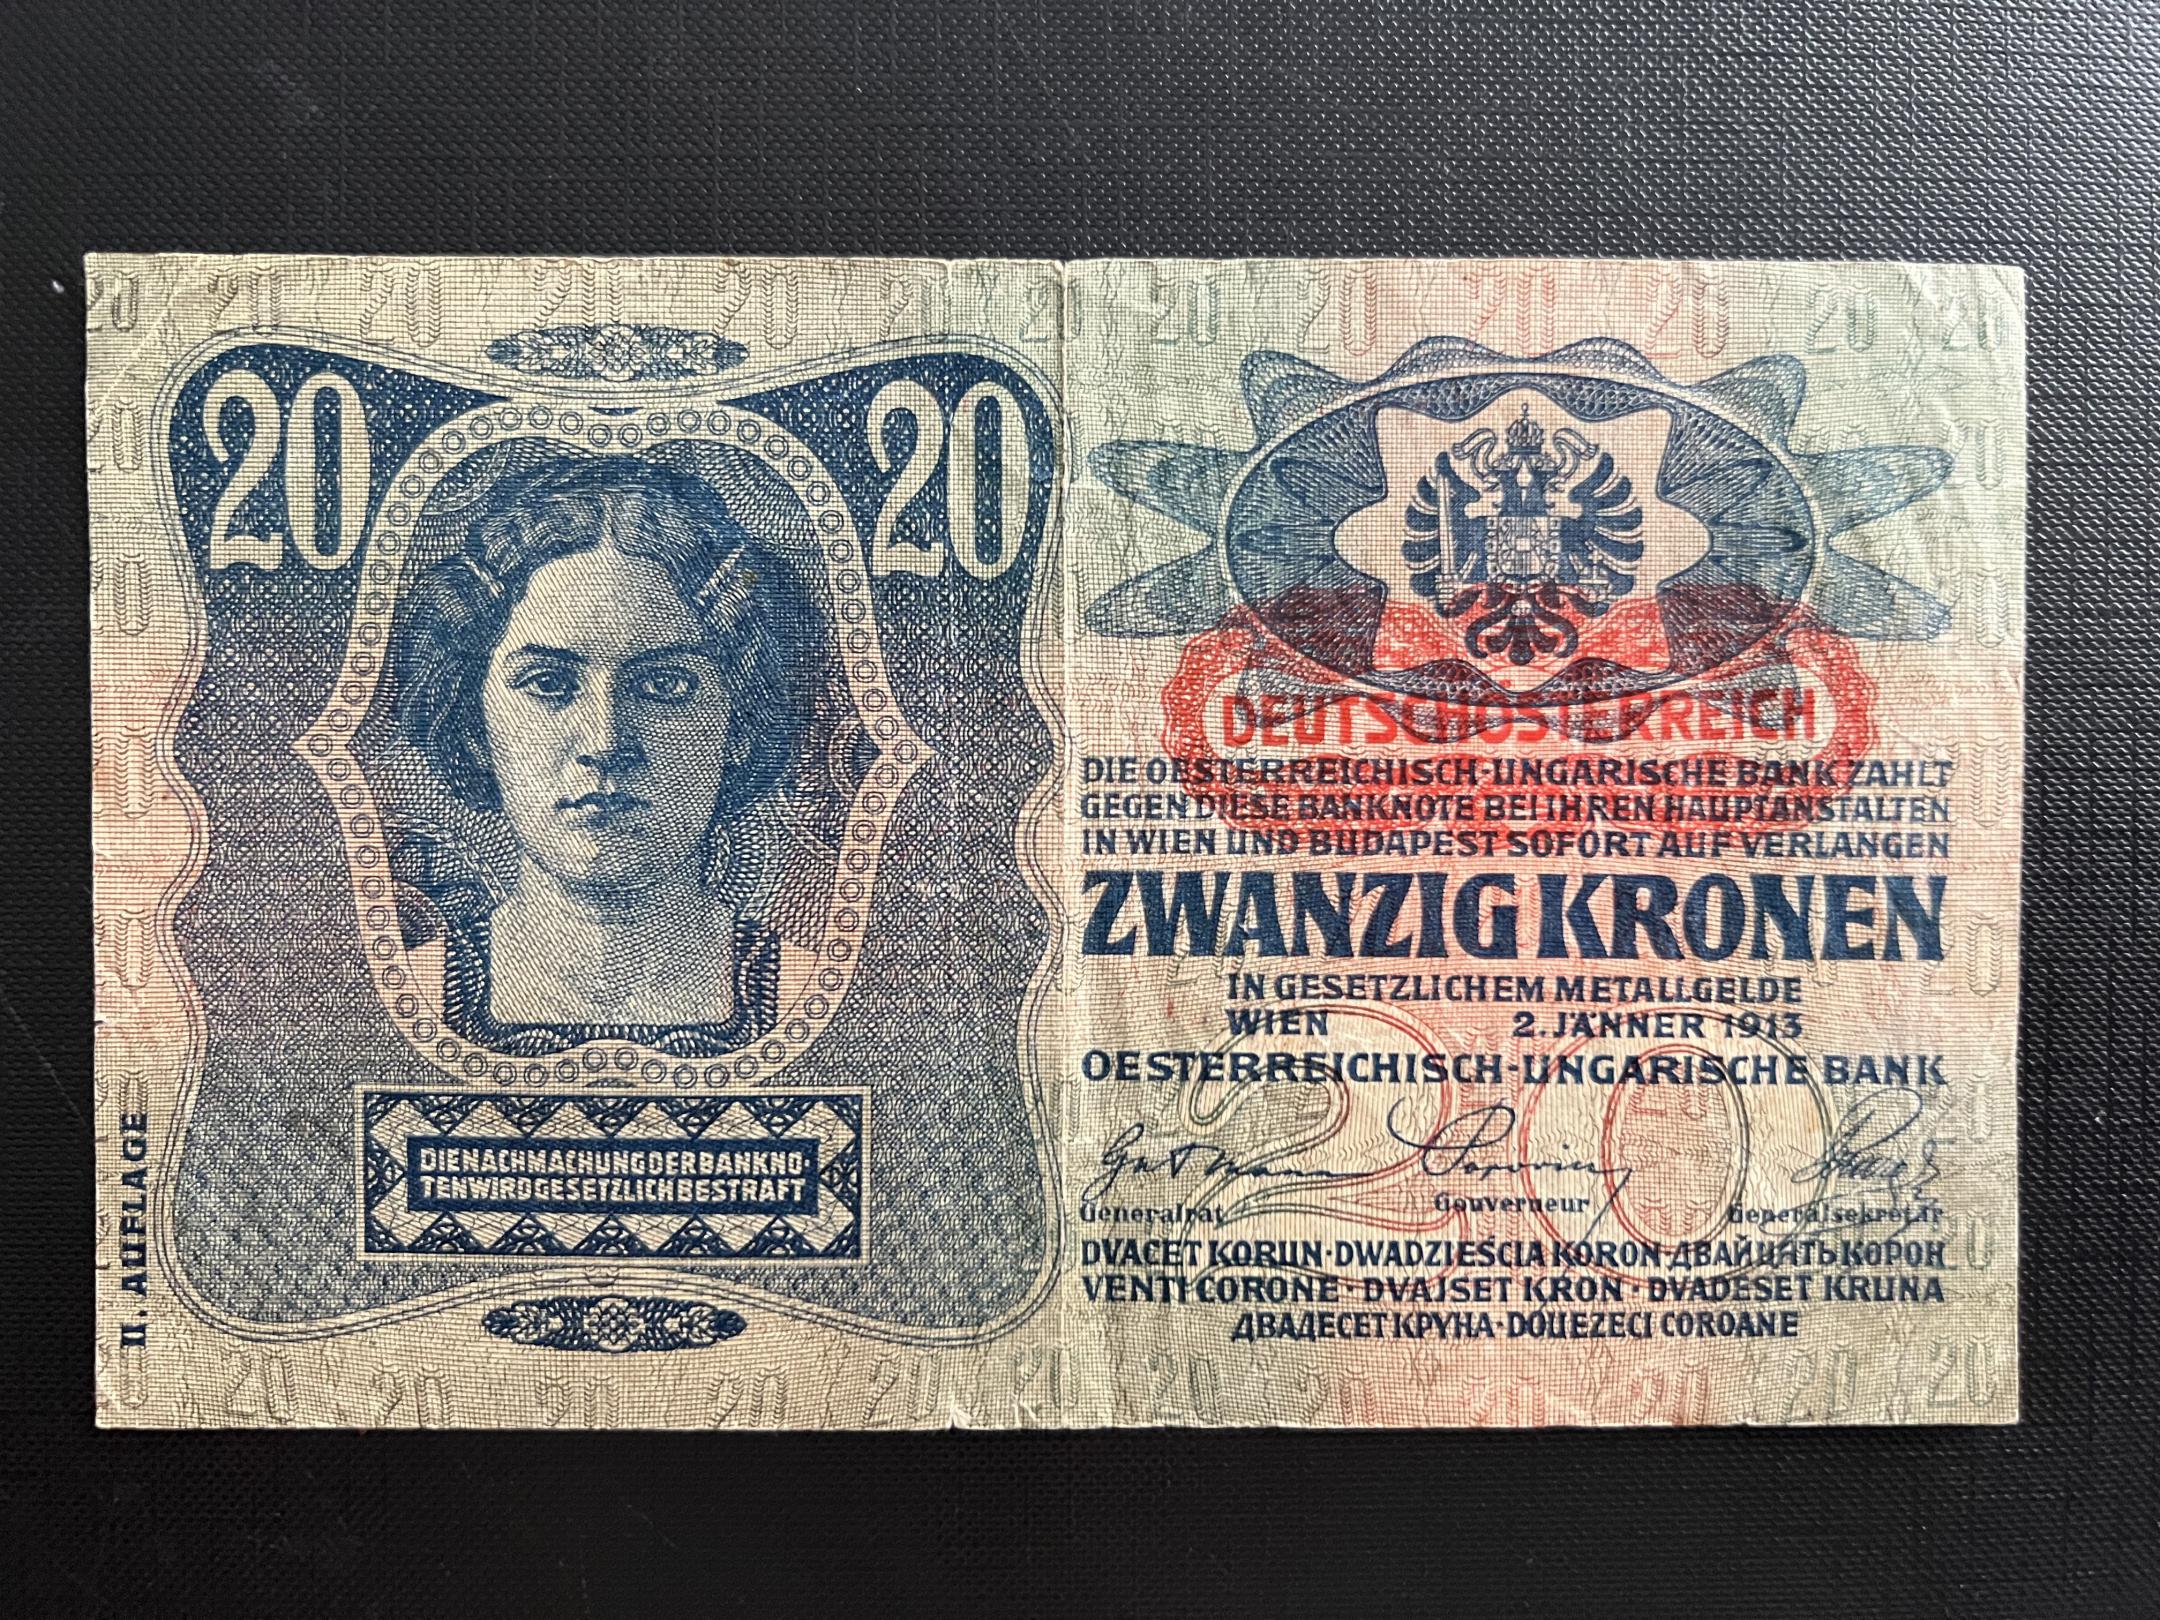 20
20
DIE NACHMACHUNG DER BANKNO-
TEN WIRD GESETZLICH BESTRAFT
II. AUFLAGE
DEUTSCHÖSTERREICH
DIE OESTERREICHISCH-UNGARISCHE BANK ZAHLT
GEGEN DIESE BANKNOTE BEI IHREN HAUPTANSTALTEN
IN WIEN UND BUDAPEST SOFORT AUF VERLANGEN
ZWANZIG KRONEN
IN GESETZLICHEM METALLGELDE
WIEN 2. JÄNNER 1913
OESTERREICHISCH-UNGARISCHE BANK
20
Generalrat Gouverneur Generalsekretär
DVACET KORUN·DWADZIEŚCIA KORON·ДВАЙЦЯТЬ КОРОН
VENTI CORONE·DVAJSET KRON·DVADESET KRUNA
ДВАДЕСЕТ КРУНА·DOUEZECI COROANE